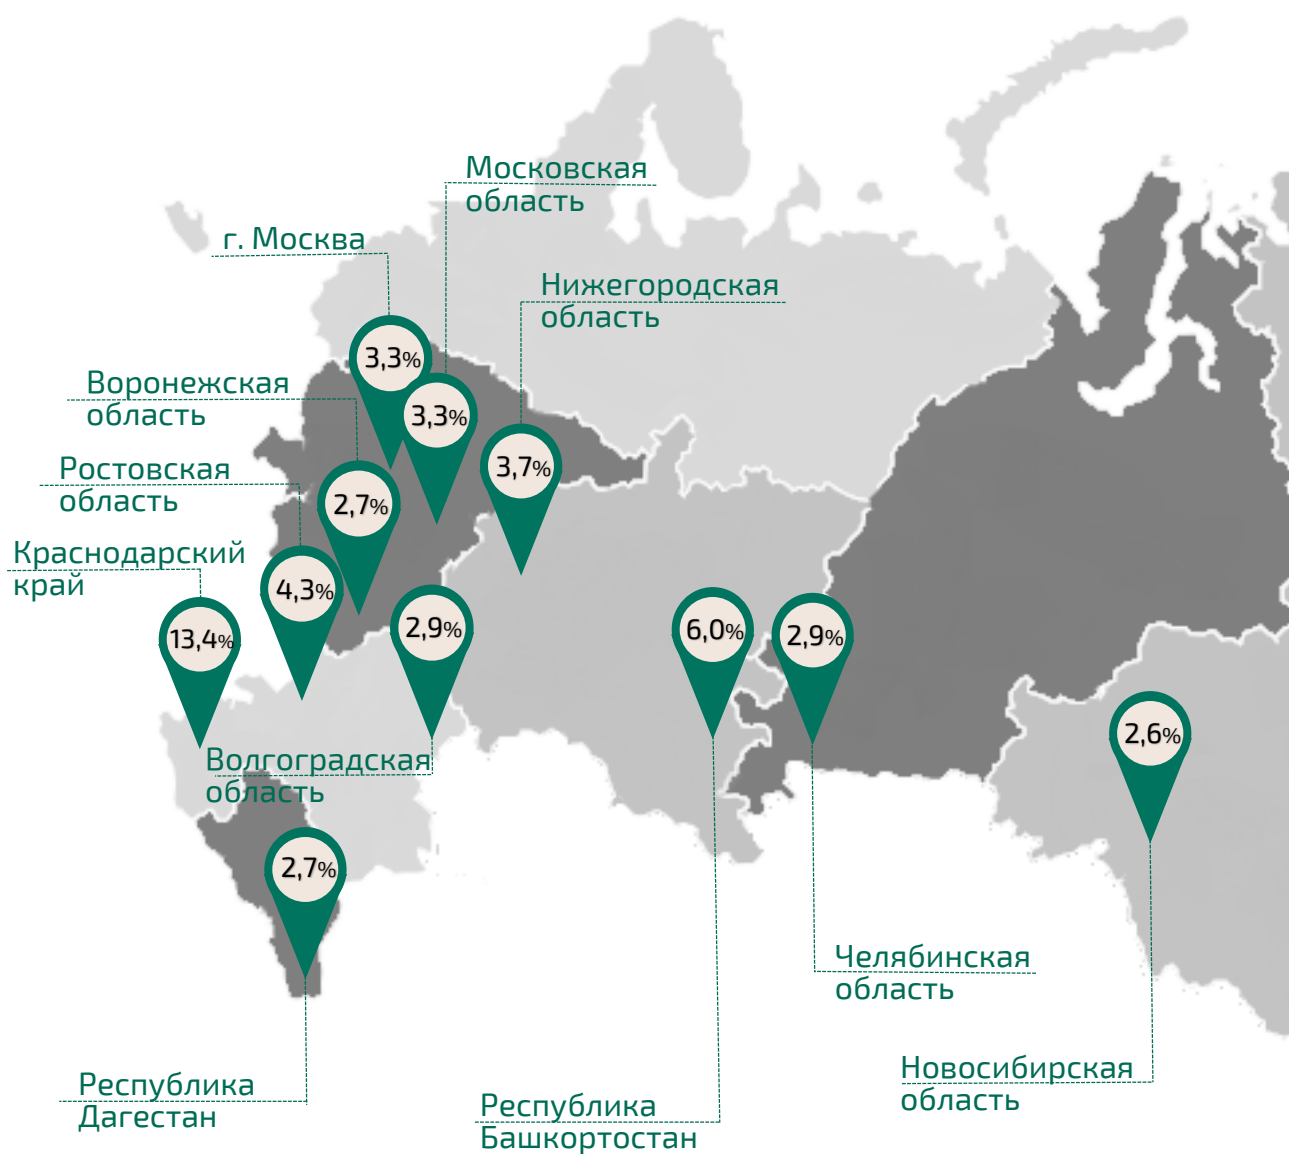 Московская
область
г. Москва
3,3%
Нижегородская
область
3,3%
Воронежская
область
3,7%
Ростовская
область
2,7%
Краснодарский
край
4,3%
13,4%
2,9%
6,0%
2,9%
2,6%
Волгоградская
область
2,7%
Челябинская
область
Новосибирская
область
Республика
Дагестан
Республика
Башкортостан